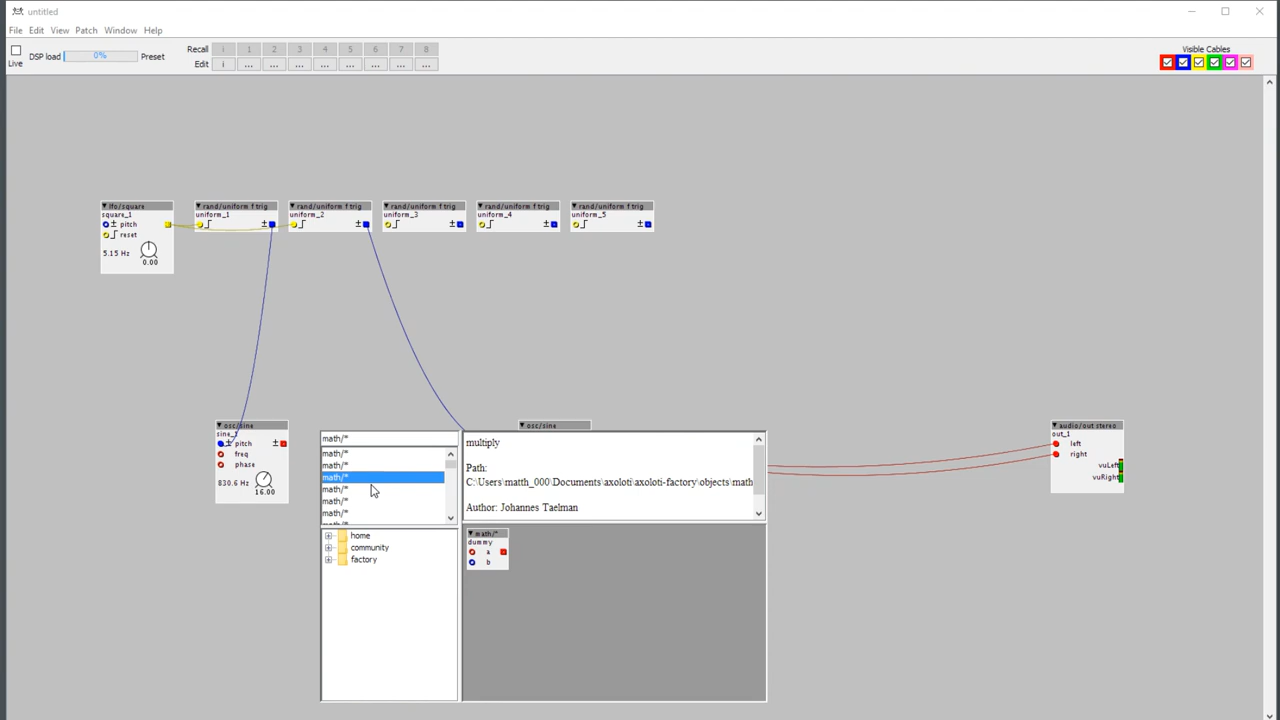 untitled
File Edit View Patch Window Help
Live DSP load 0% Preset
Recall i 1 2 3 4 5 6 7 8
Edit i ... ... ... ... ... ... ... ...
Visible Cables
lfo/square
square_1
pitch
reset
5.15 Hz
0.00
rand/uniform f trig
uniform_1
rand/uniform f trig
uniform_2
rand/uniform f trig
uniform_3
rand/uniform f trig
uniform_4
rand/uniform f trig
uniform_5
osc/sine
sine_1
pitch
freq
phase
830.6 Hz
16.00
osc/sine
math/*
math/*
math/*
math/*
math/*
math/*
math/*
home
community
factory
multiply
Path:
C:\Users\matth_000\Documents\axoloti\axoloti-factory\objects\math
Author: Johannes Taelman
math/*
dummy
a
b
audio/out stereo
out_1
left
right
vuLeft
vuRight